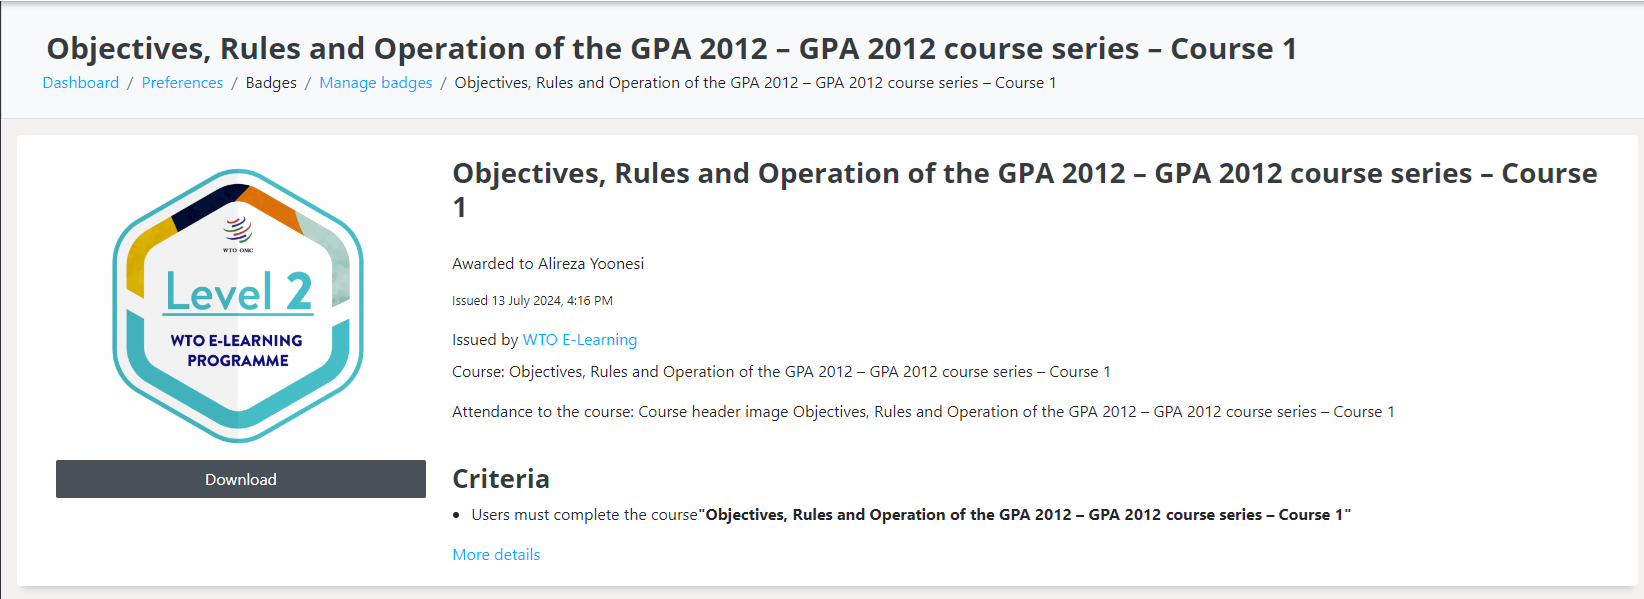 Objectives, Rules and Operation of the GPA 2012 – GPA 2012 course series – Course 1
Dashboard / Preferences / Badges / Manage badges / Objectives, Rules and Operation of the GPA 2012 – GPA 2012 course series – Course 1
WTO OMC
Level 2
WTO E-LEARNING
PROGRAMME
Download
Objectives, Rules and Operation of the GPA 2012 – GPA 2012 course series – Course
1
Awarded to Alireza Yoonesi
Issued 13 July 2024, 4:16 PM
Issued by WTO E-Learning
Course: Objectives, Rules and Operation of the GPA 2012 – GPA 2012 course series – Course 1
Attendance to the course: Course header image Objectives, Rules and Operation of the GPA 2012 – GPA 2012 course series – Course 1
Criteria
• Users must complete the course"Objectives, Rules and Operation of the GPA 2012 – GPA 2012 course series – Course 1"
More details